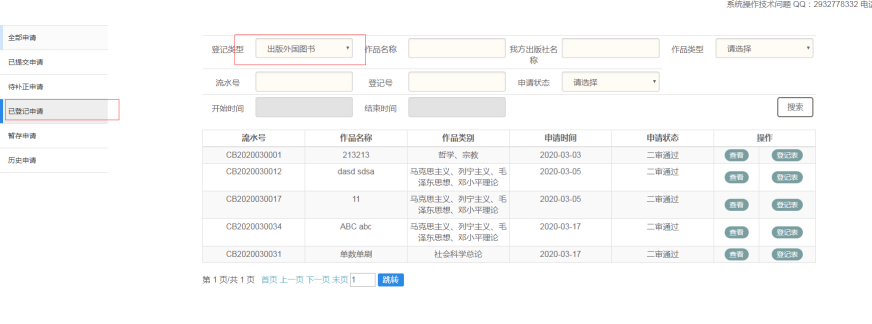 系统操作技术问题 QQ：2932778332 电
全部申请
已提交申请
待补正申请
已登记申请
暂存申请
历史申请
登记类型 出版外国图书 作品名称 我方出版社名称 作品类型 请选择
流水号 登记号 申请状态 请选择
开始时间 结束时间 搜索
流水号 作品名称 作品类别 申请时间 申请状态 操作
CB2020030001 213213 哲学、宗教 2020-03-03 二审通过 查看 登记表
CB2020030012 dasd sdsa 马克思主义、列宁主义、毛泽东思想、邓小平理论 2020-03-05 二审通过 查看 登记表
CB2020030017 11 马克思主义、列宁主义、毛泽东思想、邓小平理论 2020-03-05 二审通过 查看 登记表
CB2020030034 ABC abc 马克思主义、列宁主义、毛泽东思想、邓小平理论 2020-03-17 二审通过 查看 登记表
CB2020030031 单数单刷 社会科学总论 2020-03-17 二审通过 查看 登记表
第 1 页/共 1 页 首页 上一页 下一页 末页 1 跳转